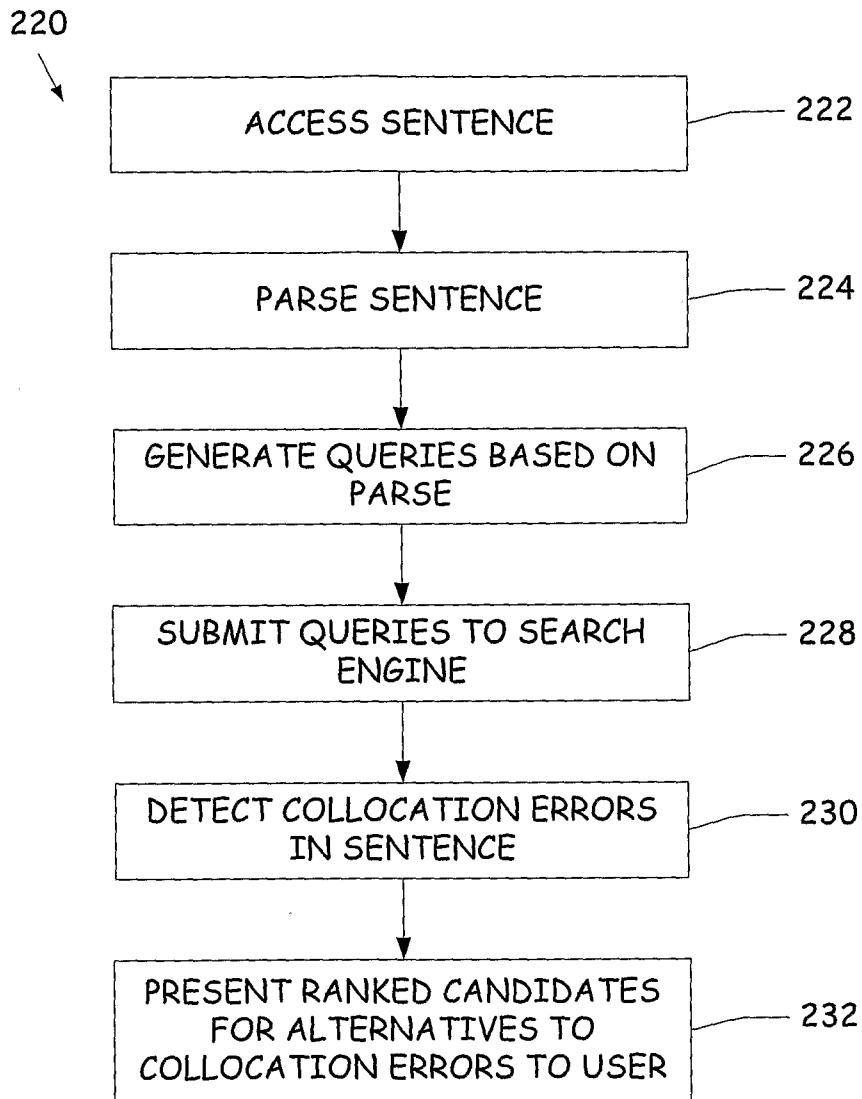 220
ACCESS SENTENCE
222
PARSE SENTENCE
224
GENERATE QUERIES BASED ON
PARSE
226
SUBMIT QUERIES TO SEARCH
ENGINE
228
DETECT COLLOCATION ERRORS
IN SENTENCE
230
PRESENT RANKED CANDIDATES
FOR ALTERNATIVES TO
COLLOCATION ERRORS TO USER
232